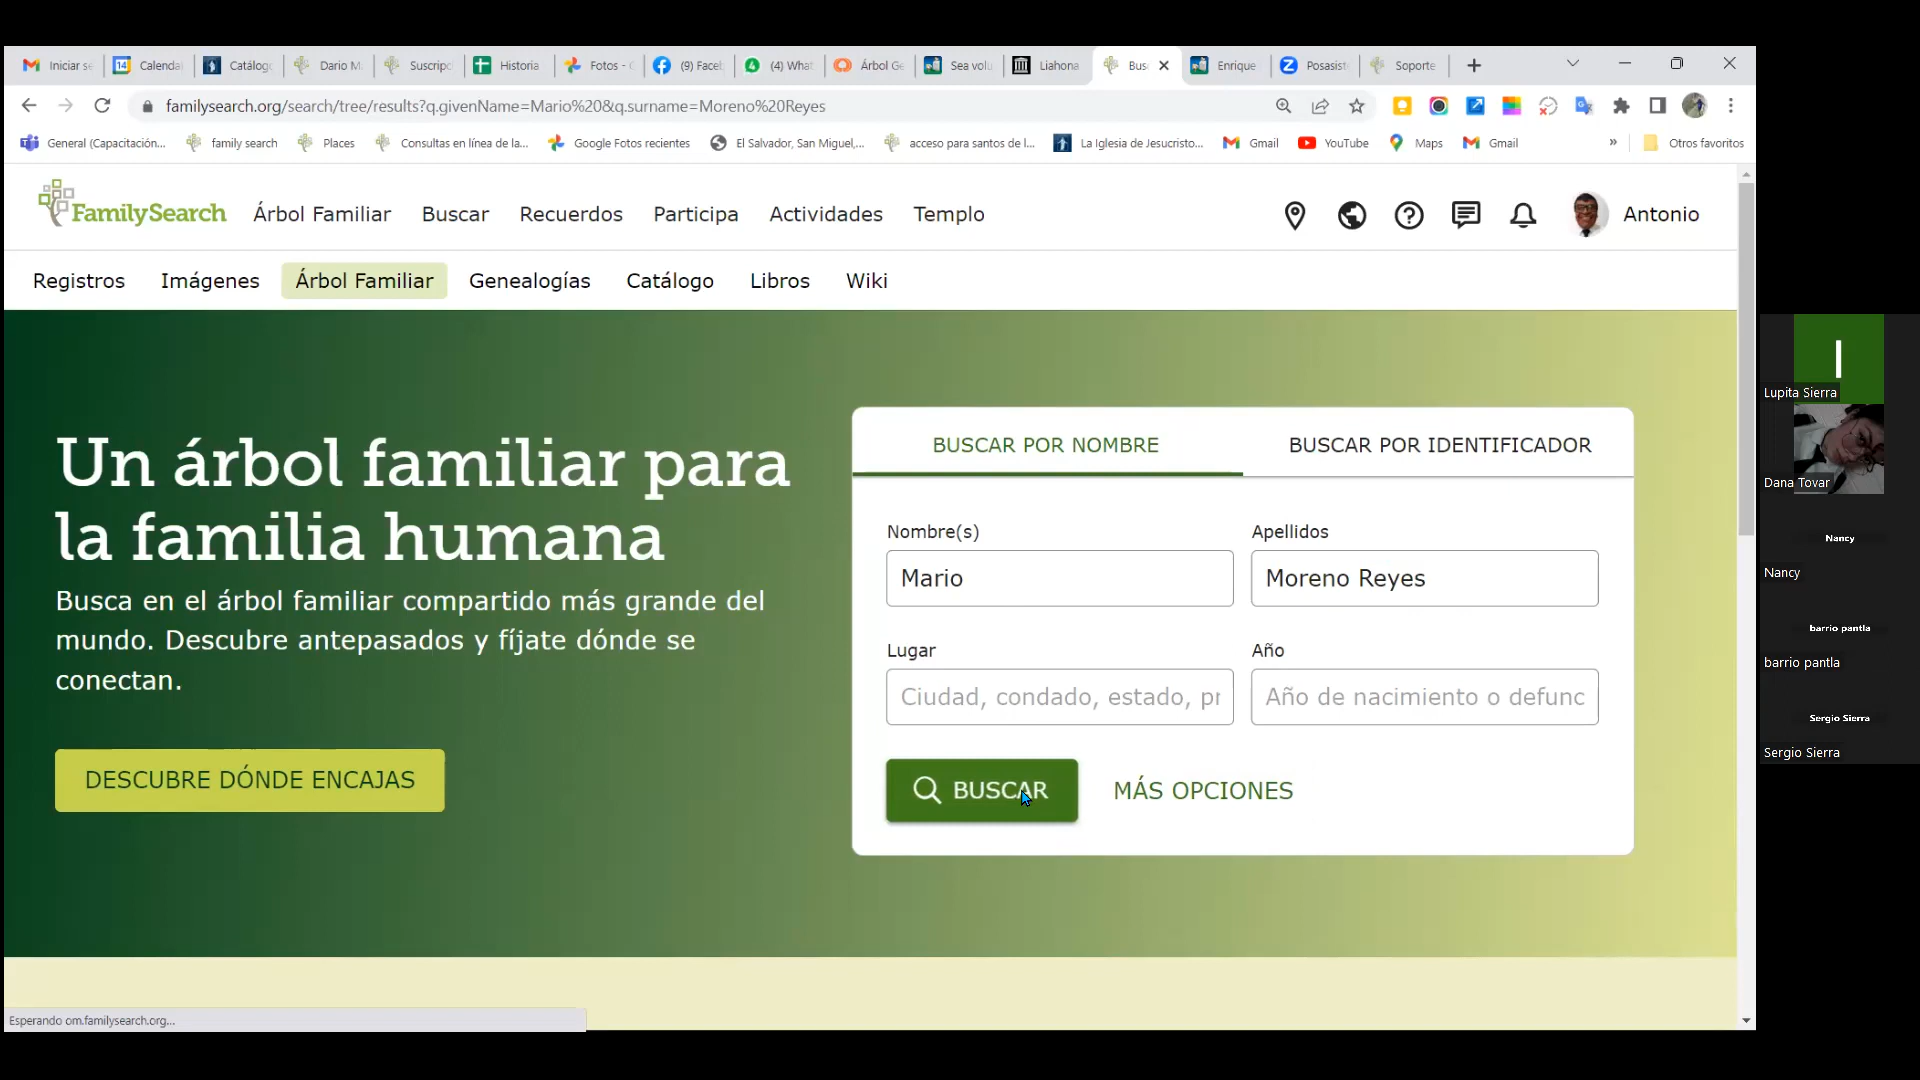 Iniciar se
Calenda
Catálogo
Dario M
Suscripc
Historia
Fotos - G
(9) Faceb
(4) What
Árbol Ge
Sea volu
Liahona
Bus
Enrique
Posasist
Soporte
familysearch.org/search/tree/results?q.givenName=Mario%20&q.surname=Moreno%20Reyes
General (Capacitación...
family search
Places
Consultas en línea de la...
Google Fotos recientes
El Salvador, San Miguel,...
acceso para santos de l...
La Iglesia de Jesucristo...
Gmail
YouTube
Maps
Gmail
»
Otros favoritos
FamilySearch
Árbol Familiar
Buscar
Recuerdos
Participa
Actividades
Templo
Antonio
Registros
Imágenes
Árbol Familiar
Genealogías
Catálogo
Libros
Wiki
Un árbol familiar para
la familia humana
Busca en el árbol familiar compartido más grande del
mundo. Descubre antepasados y fíjate dónde se
conectan.
DESCUBRE DÓNDE ENCAJAS
BUSCAR POR NOMBRE
BUSCAR POR IDENTIFICADOR
Nombre(s)
Apellidos
Mario
Moreno Reyes
Lugar
Año
Ciudad, condado, estado, pr
Año de nacimiento o defunc
BUSCAR
MÁS OPCIONES
Esperando om.familysearch.org...
I
Lupita Sierra
Dana Tovar
Nancy
Nancy
barrio pantla
barrio pantla
Sergio Sierra
Sergio Sierra